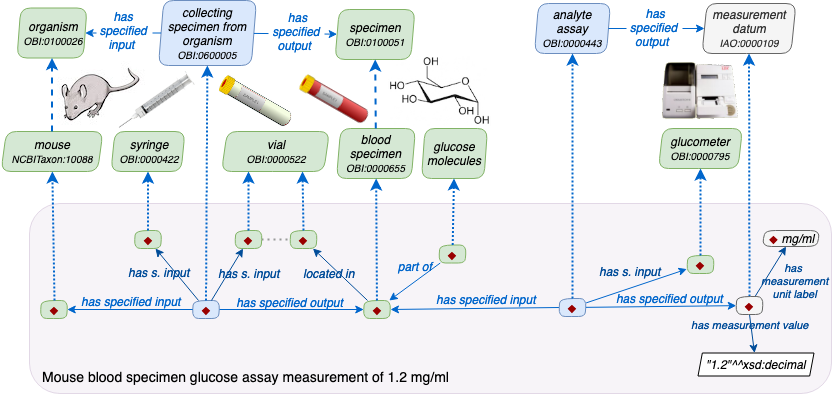 organism
OBI:0100026
has
specified
input
collecting
specimen from
organism
OBI:0600005
has
specified
output
specimen
OBI:0100051
analyte
assay
OBI:0000443
has
specified
output
measurement
datum
IAO:0000109
OH
HO
HO
OH
OH
O
mouse
NCBITaxon:10088
syringe
OBI:0000422
vial
OBI:0000522
blood
specimen
OBI:0000655
glucose
molecules
glucometer
OBI:0000795
mg/ml
has s. input
has s. input
located in
part of
has s. input
has
measurement
unit label
has specified input
has specified output
has specified input
has specified output
has measurement value
"1.2"^^xsd:decimal
Mouse blood specimen glucose assay measurement of 1.2 mg/ml